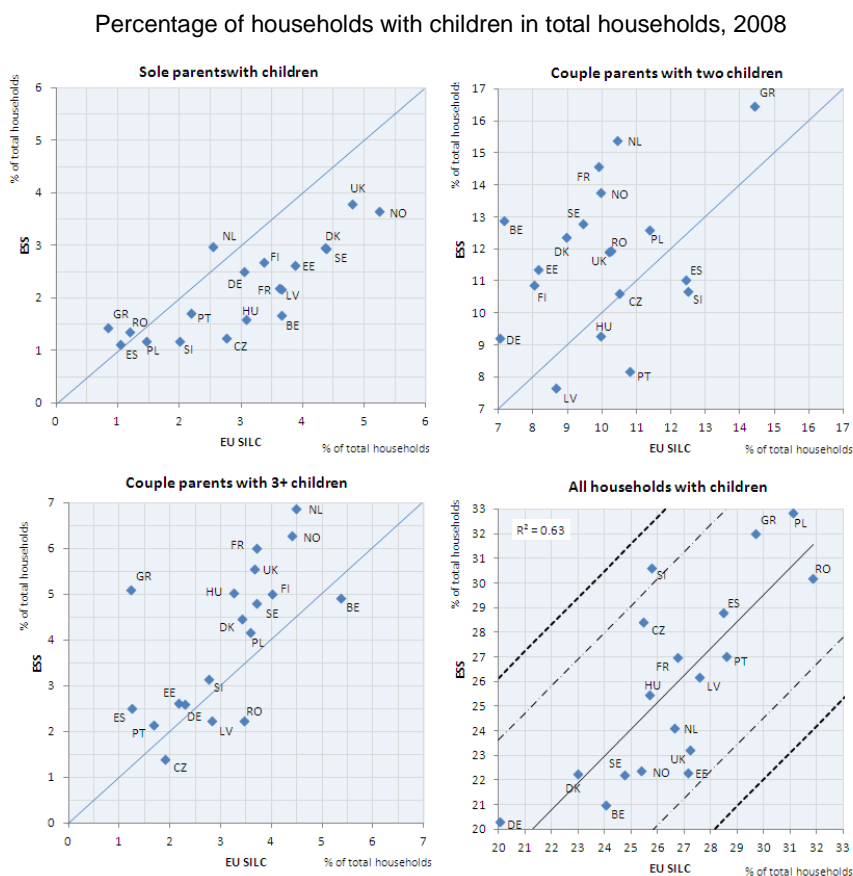 Percentage of households with children in total households, 2008
Sole parentswith children
% of total households
ESS
6
5
4
3
2
1
0
UK
NO
NL
DK
SE
FI
EE
DE
FR
LV
GR
RO
PT
HU
BE
ES
PL
SI
CZ
0 1 2 3 4 5 6
EU SILC
% of total households
Couple parents with two children
% of total households
ESS
17
16
15
14
13
12
11
10
9
8
7
GR
NL
FR
NO
BE
SE
DK
RO
UK
PL
EE
FI
ES
SI
CZ
DE
HU
PT
LV
7 8 9 10 11 12 13 14 15 16 17
EU SILC
% of total households
Couple parents with 3+ children
% of total households
ESS
7
6
5
4
3
2
1
0
NL
NO
FR
UK
GR
HU
FI
SE
BE
DK
PL
SI
EE
ES
DE
PT
LV
RO
CZ
0 1 2 3 4 5 6 7
EU SILC
% of total households
All households with children
% of total households
ESS
33
32
31
30
29
28
27
26
25
24
23
22
21
20
R² = 0.63
GR
PL
SI
RO
ES
CZ
FR
PT
HU
LV
NL
UK
SE
NO
EE
DK
BE
DE
20 21 22 23 24 25 26 27 28 29 30 31 32 33
EU SILC
% of total households